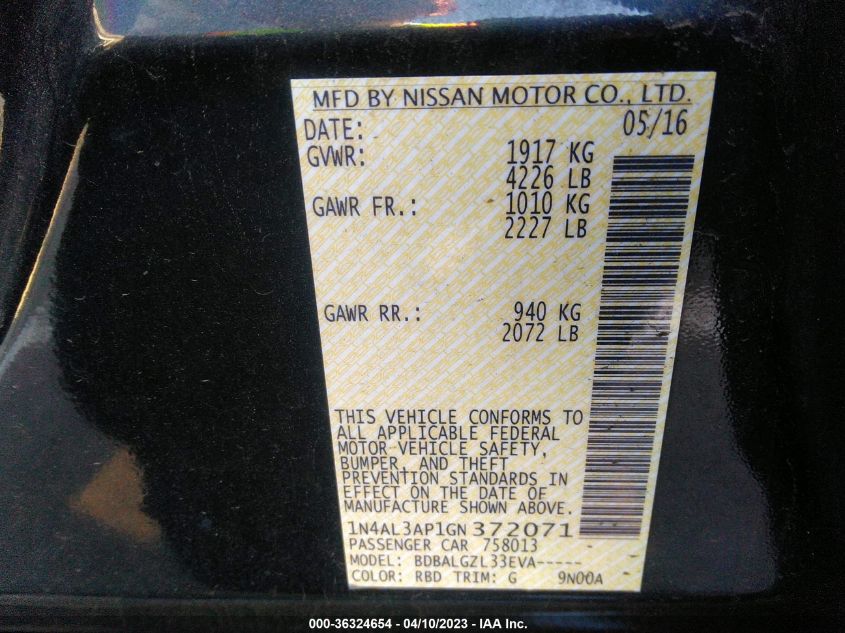 MFD BY NISSAN MOTOR CO., LTD.
DATE: 05/16
GVWR: 1917 KG
4226 LB
GAWR FR.: 1010 KG
2227 LB
GAWR RR.: 940 KG
2072 LB
THIS VEHICLE CONFORMS TO
ALL APPLICABLE FEDERAL
MOTOR VEHICLE SAFETY,
BUMPER, AND THEFT
PREVENTION STANDARDS IN
EFFECT ON THE DATE OF
MANUFACTURE SHOWN ABOVE.
1N4AL3AP1GN372071
PASSENGER CAR 758013
MODEL: BDBALGZL33EVA-----
COLOR: RBD TRIM: G 9N00A
000-36324654 - 04/10/2023 - IAA Inc.